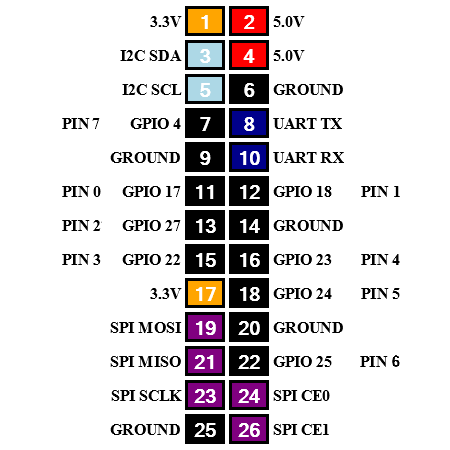 3.3V 1 2 5.0V
I2C SDA 3 4 5.0V
I2C SCL 5 6 GROUND
PIN 7 GPIO 4 7 8 UART TX
GROUND 9 10 UART RX
PIN 0 GPIO 17 11 12 GPIO 18 PIN 1
PIN 2 GPIO 27 13 14 GROUND
PIN 3 GPIO 22 15 16 GPIO 23 PIN 4
3.3V 17 18 GPIO 24 PIN 5
SPI MOSI 19 20 GROUND
SPI MISO 21 22 GPIO 25 PIN 6
SPI SCLK 23 24 SPI CE0
GROUND 25 26 SPI CE1